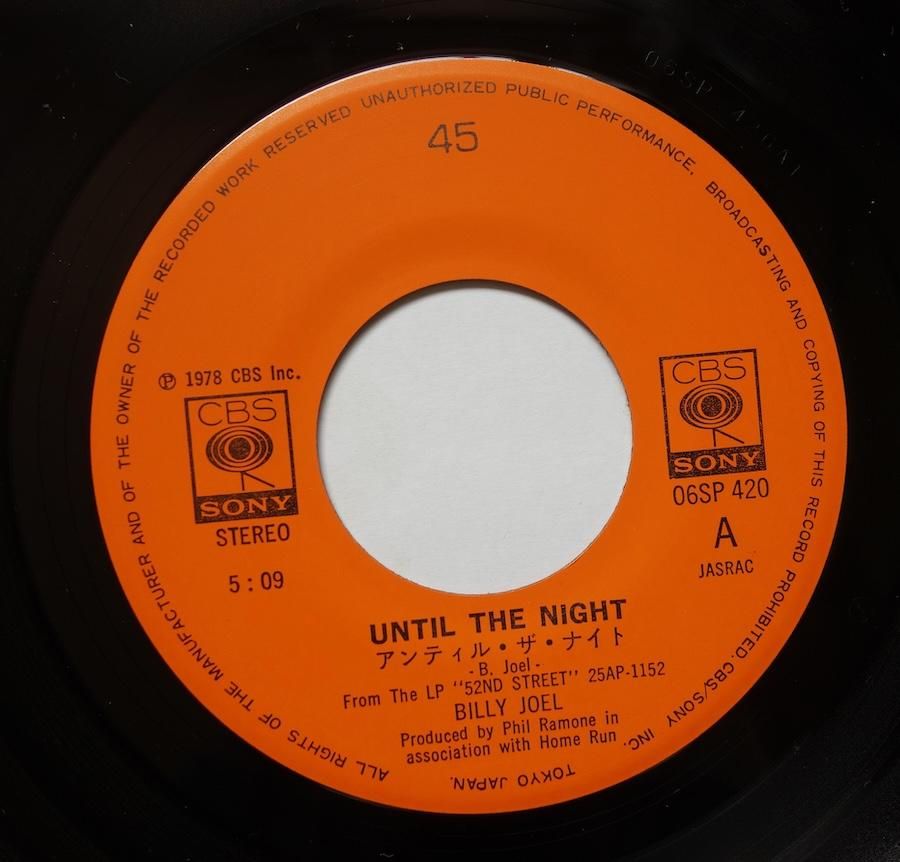 ALL RIGHTS OF THE MANUFACTURER AND OF THE OWNER OF THE RECORDED WORK RESERVED UNAUTHORIZED PUBLIC PERFORMANCE. BROADCASTING AND COPYING OF THIS RECORD PROHIBITED. CBS/SONY INC. TOKYO JAPAN.
45
℗ 1978 CBS Inc.
CBS
SONY
STEREO
5:09
CBS
SONY
06SP 420
A
JASRAC
UNTIL THE NIGHT
アンティル・ザ・ナイト
- B. Joel -
From The LP "52ND STREET" 25AP-1152
BILLY JOEL
Produced by Phil Ramone in
association with Home Run